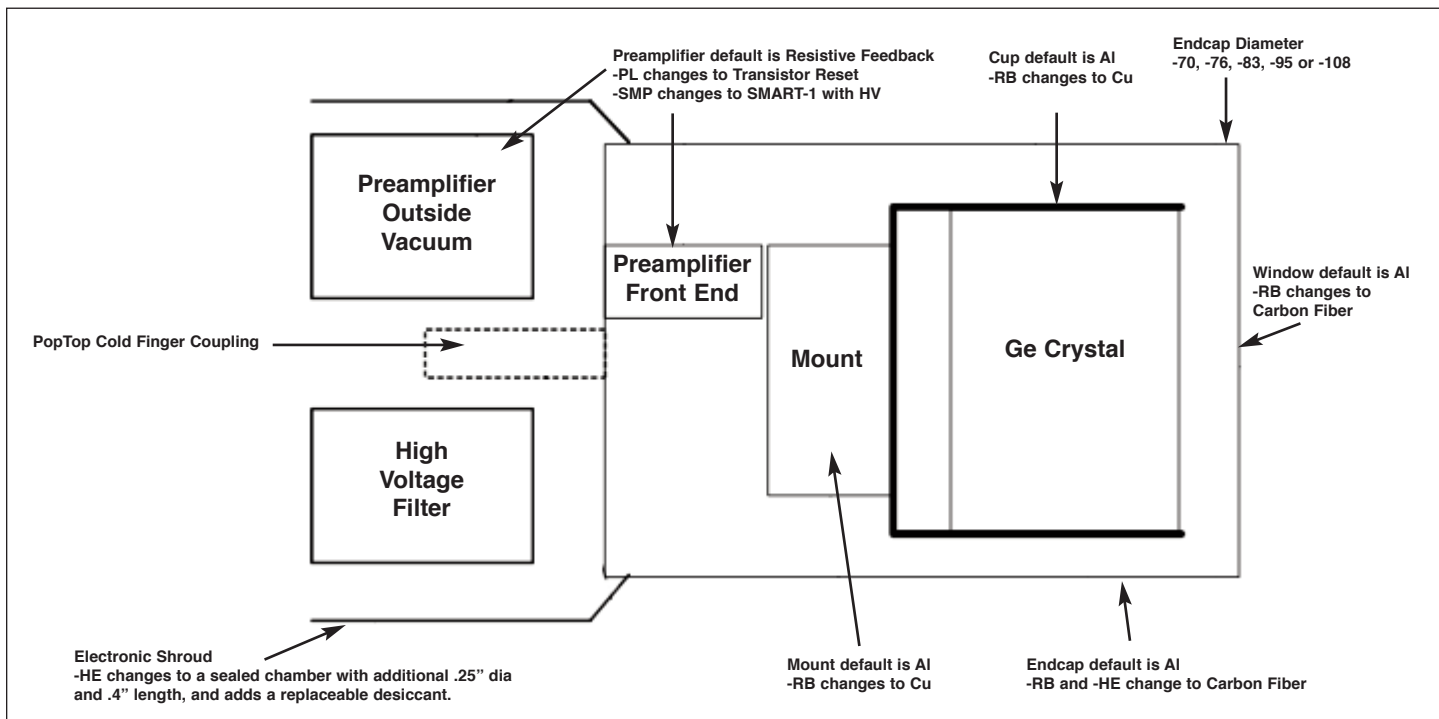 Preamplifier default is Resistive Feedback
-PL changes to Transistor Reset
-SMP changes to SMART-1 with HV
Cup default is Al
-RB changes to Cu
Endcap Diameter
-70, -76, -83, -95 or -108
Preamplifier
Outside
Vacuum
Preamplifier
Front End
Window default is Al
-RB changes to
Carbon Fiber
PopTop Cold Finger Coupling
Mount
Ge Crystal
High
Voltage
Filter
Electronic Shroud
-HE changes to a sealed chamber with additional .25” dia
and .4” length, and adds a replaceable desiccant.
Mount default is Al
-RB changes to Cu
Endcap default is Al
-RB and -HE change to Carbon Fiber